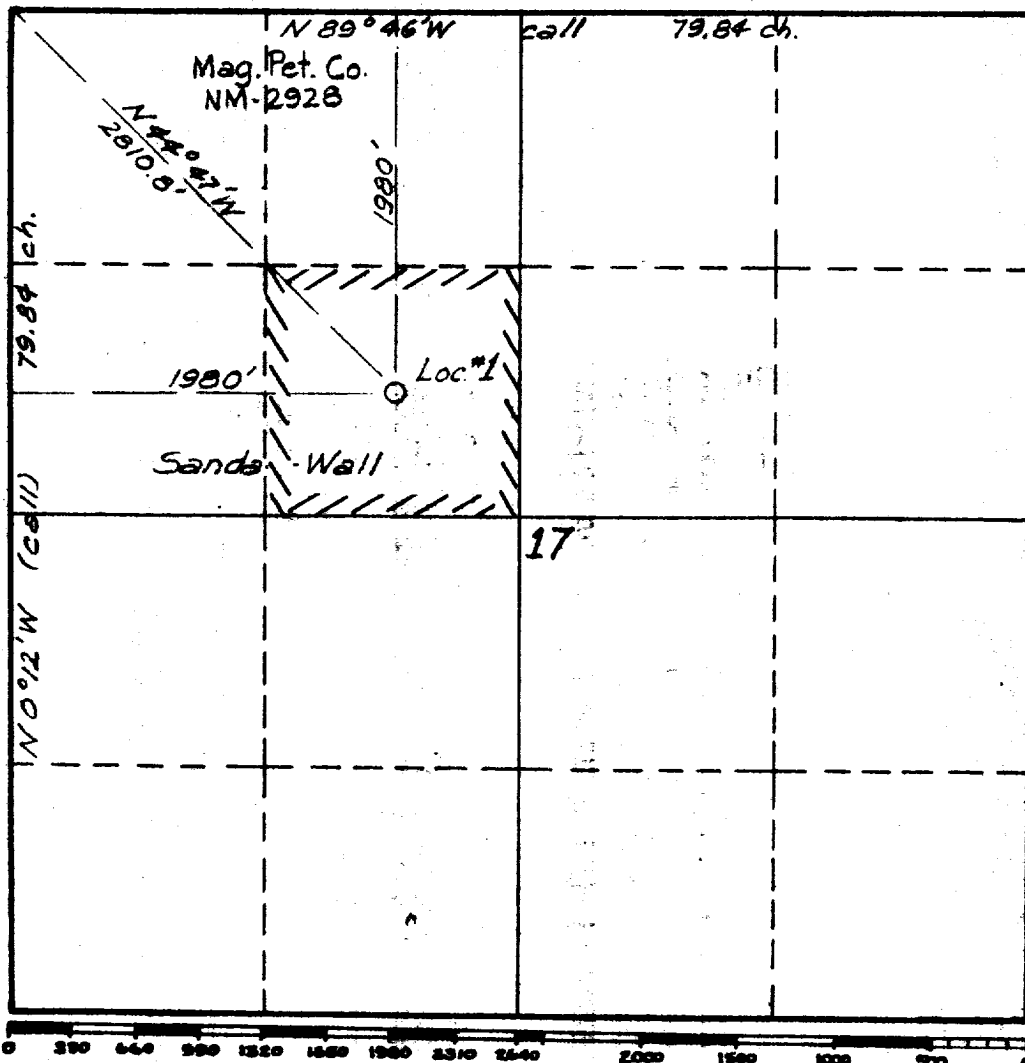 N 89° 46' W call 79.84 ch.
Mag. Pet. Co.
NM-2928
N 44° 47' W
2810.8'
1980'
79.84 ch.
1980'
Loc. #1
Sanda Wall
17
N 0° 12' W (call)
0 330 660 990 1320 1650 1980 2310 2640 2000 1500 1000